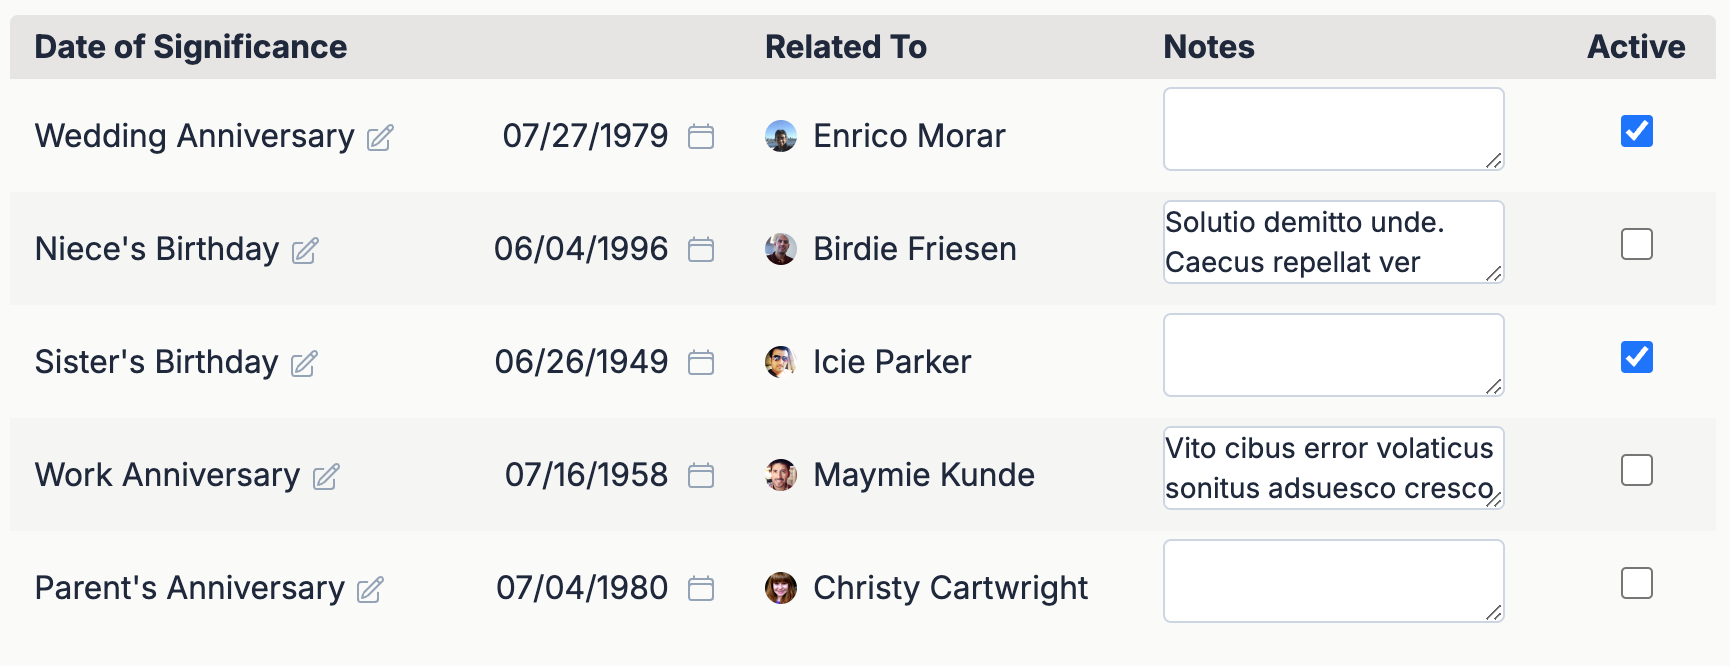 Date of Significance Related To Notes Active
Wedding Anniversary 07/27/1979 Enrico Morar
Niece's Birthday 06/04/1996 Birdie Friesen Solutio demitto unde.
Caecus repellat ver
Sister's Birthday 06/26/1949 Icie Parker
Work Anniversary 07/16/1958 Maymie Kunde Vito cibus error volaticus
sonitus adsuesco cresco
Parent's Anniversary 07/04/1980 Christy Cartwright